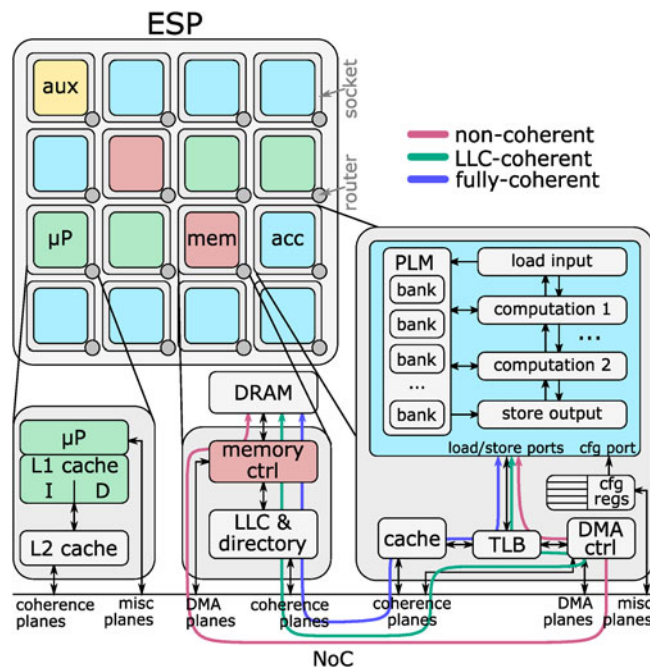 ESP
aux
socket
router
µP
mem
acc
non-coherent
LLC-coherent
fully-coherent
PLM
bank
bank
bank
...
bank
load input
computation 1
...
computation 2
store output
load/store ports
cfg port
cfg
regs
cache
TLB
DMA
ctrl
DRAM
memory
ctrl
LLC &
directory
µP
L1 cache
I
D
L2 cache
coherence
planes
misc
planes
DMA
planes
coherence
planes
coherence
planes
DMA
planes
misc
planes
NoC